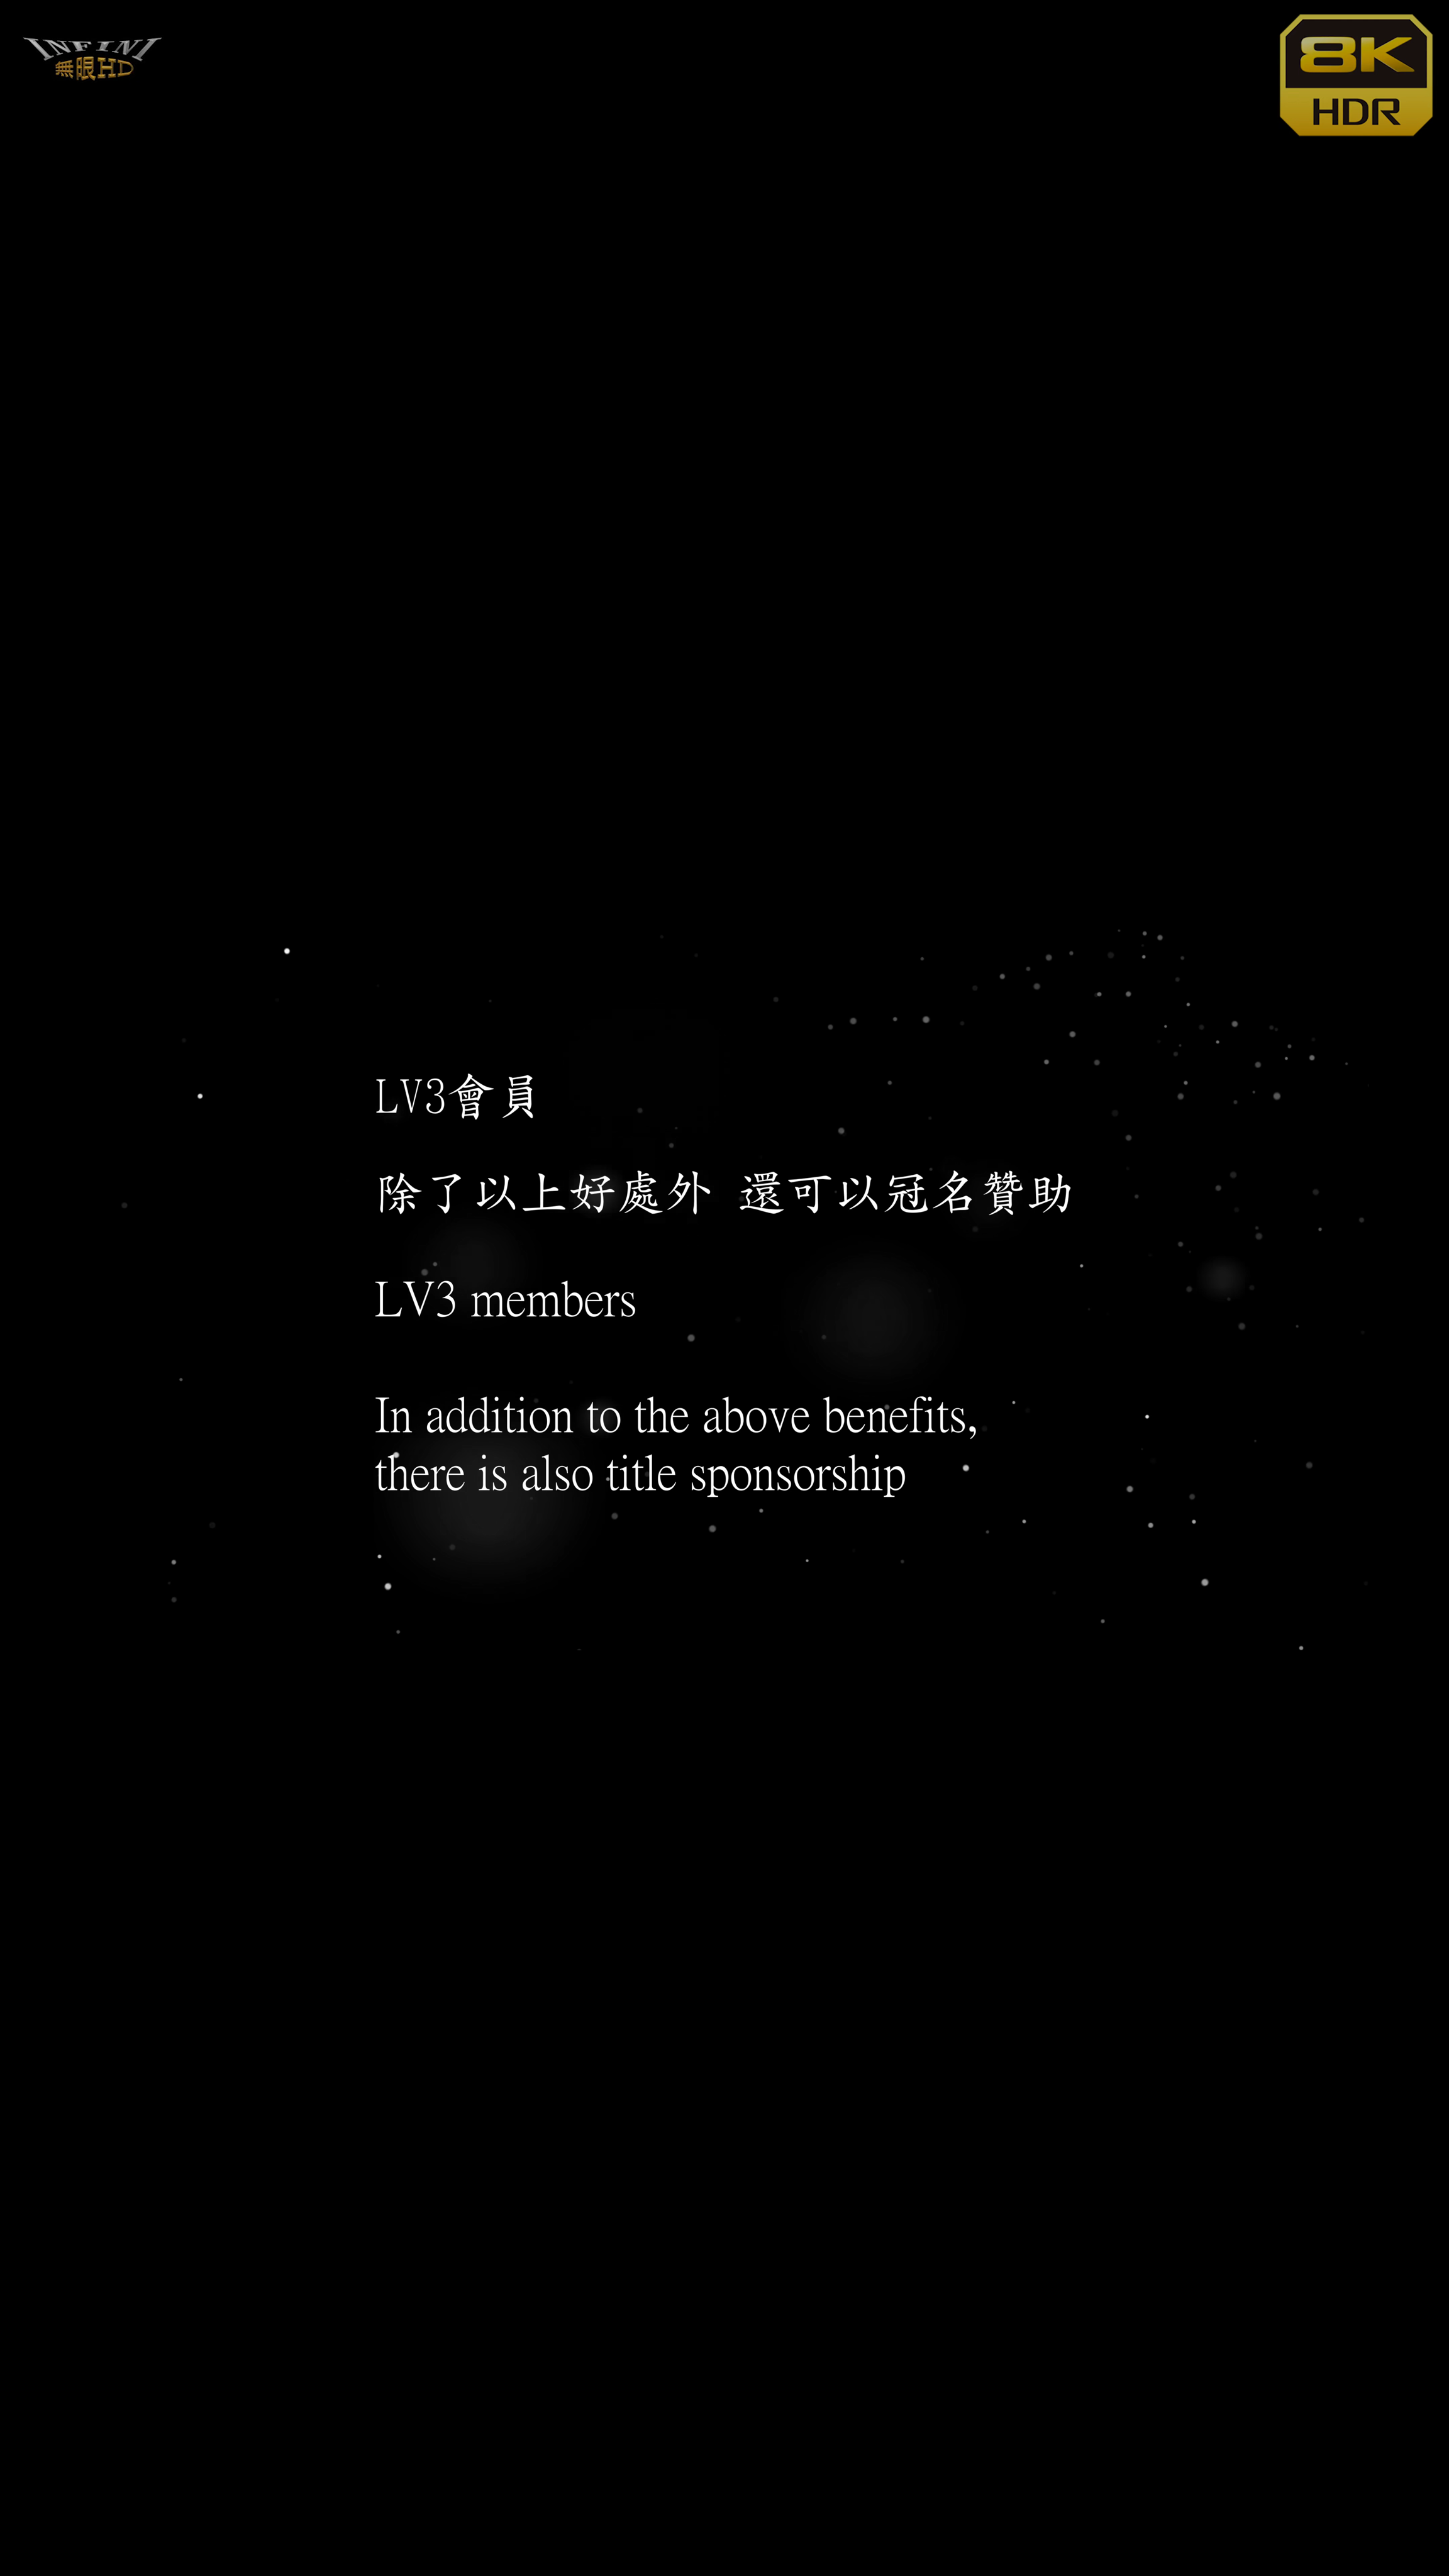 INFINI
無限HD
8K
HDR
LV3會員
除了以上好處外 還可以冠名贊助
LV3 members
In addition to the above benefits,
there is also title sponsorship